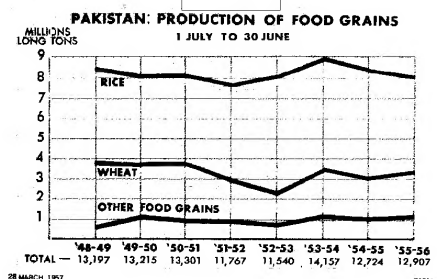 PAKISTAN: PRODUCTION OF FOOD GRAINS
MILLIONS
LONG TONS
1 JULY TO 30 JUNE
9
8
RICE
7
6
5
4
3
WHEAT
2
OTHER FOOD GRAINS
1
'48-49 '49-50 '50-51 '51-52 '52-53 '53-54 '54-55 '55-56
TOTAL — 13,197 13,215 13,301 11,767 11,540 14,157 12,724 12,907
28 MARCH 1957